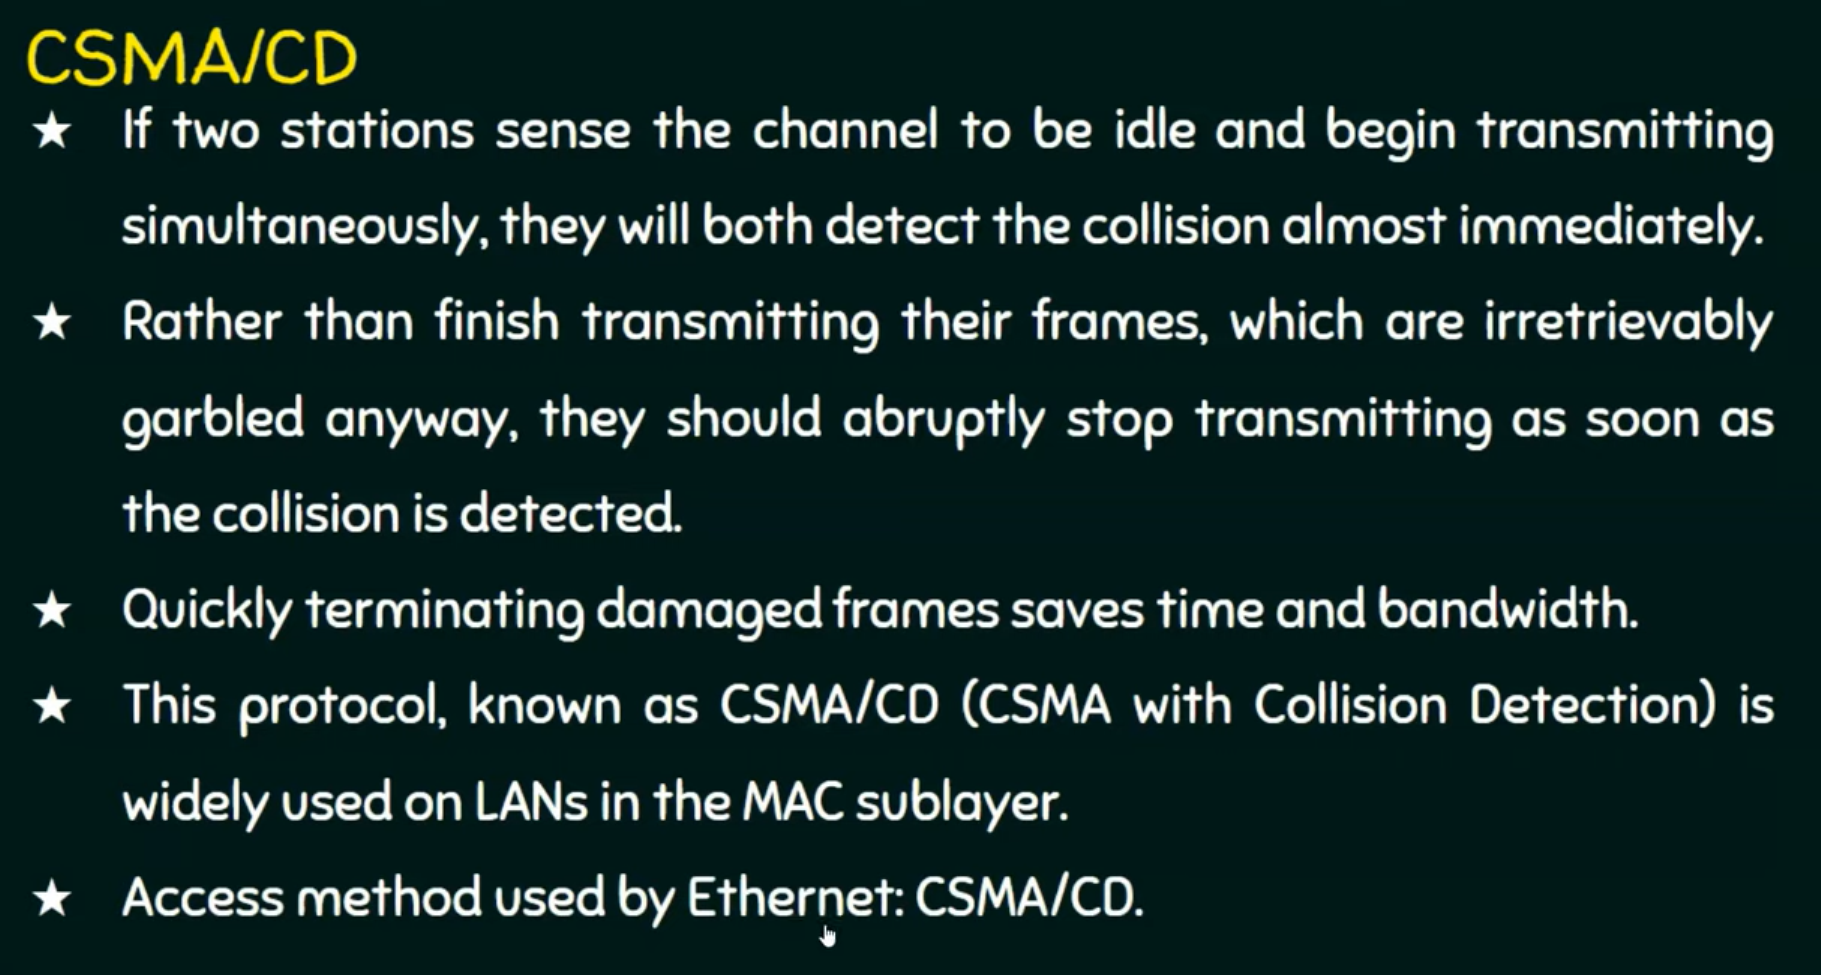 CSMA/CD
★ If two stations sense the channel to be idle and begin transmitting
simultaneously, they will both detect the collision almost immediately.
★ Rather than finish transmitting their frames, which are irretrievably
garbled anyway, they should abruptly stop transmitting as soon as
the collision is detected.
★ Quickly terminating damaged frames saves time and bandwidth.
★ This protocol, known as CSMA/CD (CSMA with Collision Detection) is
widely used on LANs in the MAC sublayer.
★ Access method used by Ethernet: CSMA/CD.